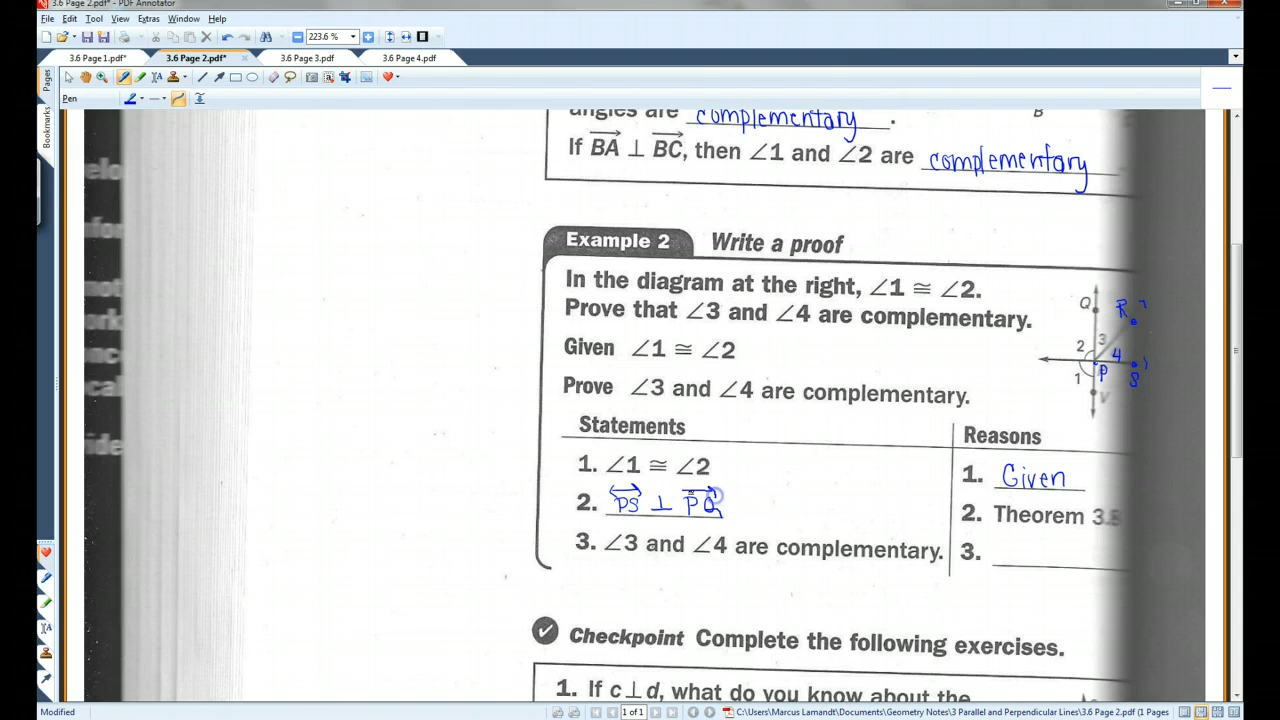 3.6 Page 2.pdf* - PDF Annotator
File Edit Tool View Extras Window Help
223.6 %
3.6 Page 1.pdf* 3.6 Page 2.pdf* 3.6 Page 3.pdf 3.6 Page 4.pdf
Pen
Pages
Bookmarks
angles are complementary.
B
If BA ⊥ BC, then ∠1 and ∠2 are complementary
Example 2 Write a proof
In the diagram at the right, ∠1 ≅ ∠2.
Prove that ∠3 and ∠4 are complementary.
Given ∠1 ≅ ∠2
Prove ∠3 and ∠4 are complementary.
Q
R
2 3
4
1 P S
V
Statements Reasons
1. ∠1 ≅ ∠2 1. Given
2. PS ⊥ PQ 2. Theorem 3.8
3. ∠3 and ∠4 are complementary. 3.
Checkpoint Complete the following exercises.
1. If c ⊥ d, what do you know about the
Modified 1 of 1 C:\Users\Marcus Lamandt\Documents\Geometry Notes\3 Parallel and Perpendicular Lines\3.6 Page 2.pdf (1 Pages